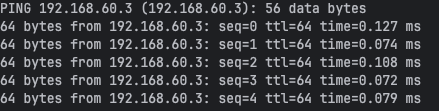 PING 192.168.60.3 (192.168.60.3): 56 data bytes
64 bytes from 192.168.60.3: seq=0 ttl=64 time=0.127 ms
64 bytes from 192.168.60.3: seq=1 ttl=64 time=0.074 ms
64 bytes from 192.168.60.3: seq=2 ttl=64 time=0.108 ms
64 bytes from 192.168.60.3: seq=3 ttl=64 time=0.072 ms
64 bytes from 192.168.60.3: seq=4 ttl=64 time=0.079 ms